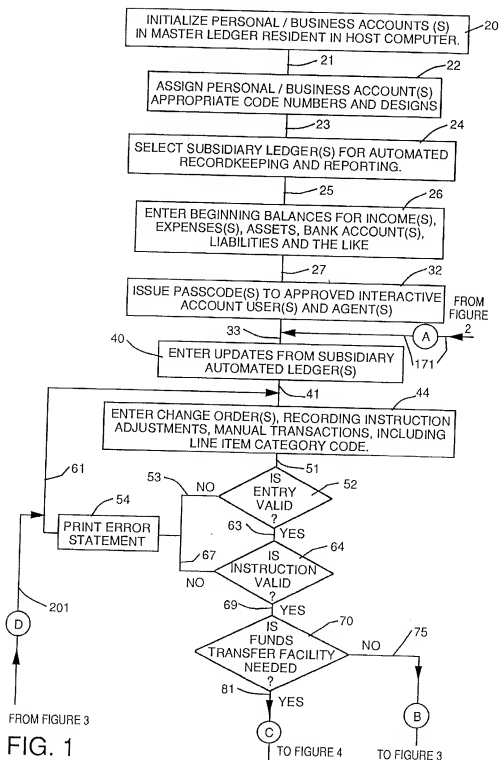 INITIALIZE PERSONAL / BUSINESS ACCOUNTS (S)
IN MASTER LEDGER RESIDENT IN HOST COMPUTER.
20
21
22
ASSIGN PERSONAL / BUSINESS ACCOUNT(S)
APPROPRIATE CODE NUMBERS AND DESIGNS
23
24
SELECT SUBSIDIARY LEDGER(S) FOR AUTOMATED
RECORDKEEPING AND REPORTING.
25
26
ENTER BEGINNING BALANCES FOR INCOME(S),
EXPENSES(S), ASSETS, BANK ACCOUNT(S),
LIABILITIES AND THE LIKE
27
32
ISSUE PASSCODE(S) TO APPROVED INTERACTIVE
ACCOUNT USER(S) AND AGENT(S)
FROM
FIGURE
2
A
33
171
40
ENTER UPDATES FROM SUBSIDIARY
AUTOMATED LEDGER(S)
41
44
ENTER CHANGE ORDER(S), RECORDING INSTRUCTION
ADJUSTMENTS, MANUAL TRANSACTIONS, INCLUDING
LINE ITEM CATEGORY CODE.
51
61
53
NO
IS
ENTRY
VALID
?
52
54
PRINT ERROR
STATEMENT
63
YES
67
NO
IS
INSTRUCTION
VALID
?
64
69
YES
201
D
FROM FIGURE 3
IS
FUNDS
TRANSFER FACILITY
NEEDED
?
70
NO
75
81
YES
C
TO FIGURE 4
B
TO FIGURE 3
FIG. 1